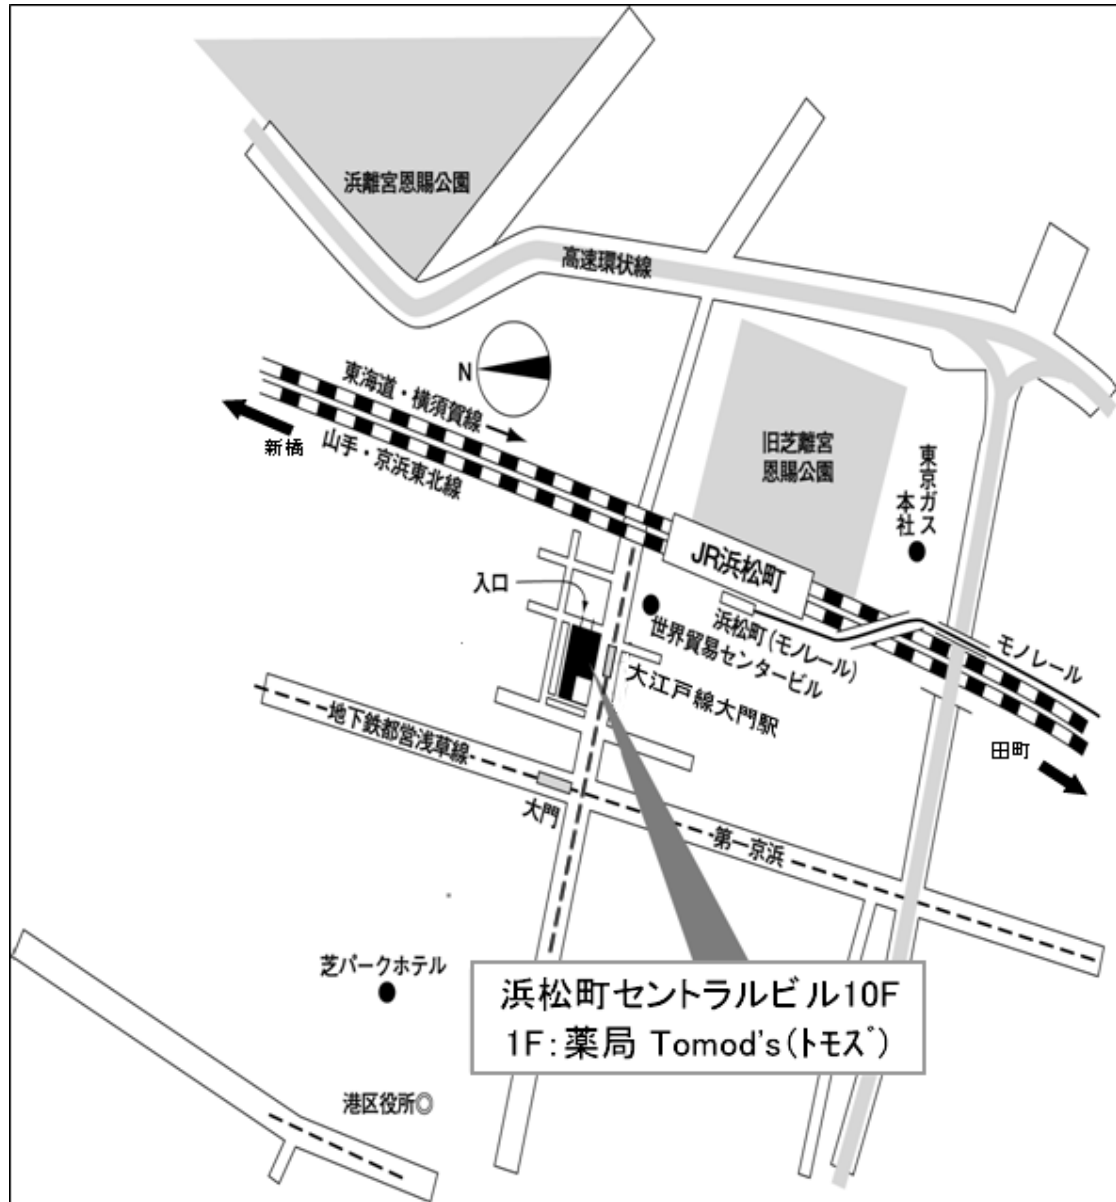 浜離宮恩賜公園
高速環状線
N
東海道・横須賀線
新橋
山手・京浜東北線
旧芝離宮
恩賜公園
東京ガス
本社
JR浜松町
入口
浜松町(モノレール)
世界貿易センタービル
モノレール
大江戸線大門駅
地下鉄都営浅草線
田町
大門
第一京浜
芝パークホテル
浜松町セントラルビル10F
1F:薬局 Tomod's(トモズ)
港区役所